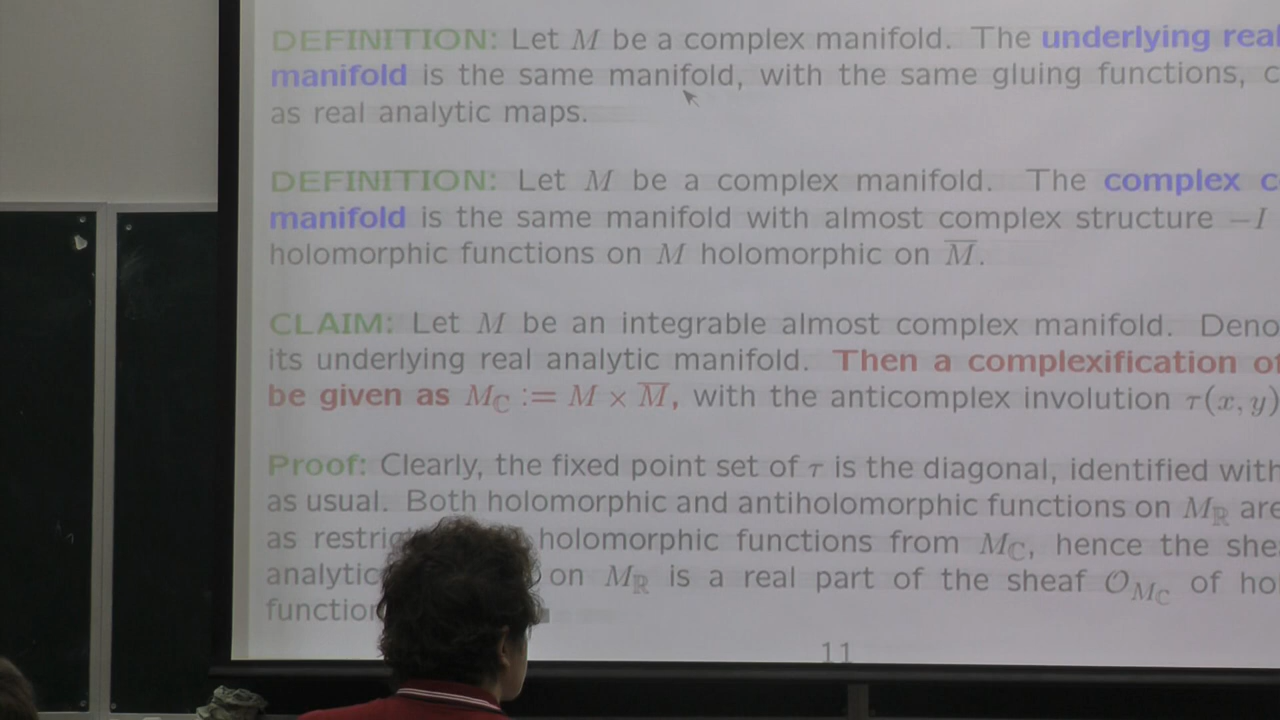 DEFINITION: Let M be a complex manifold. The underlying real
manifold is the same manifold, with the same gluing functions, c
as real analytic maps.
DEFINITION: Let M be a complex manifold. The complex c
manifold is the same manifold with almost complex structure −I
holomorphic functions on M holomorphic on M̅.
CLAIM: Let M be an integrable almost complex manifold. Deno
its underlying real analytic manifold. Then a complexification of
be given as M_ℂ := M × M̅, with the anticomplex involution τ(x, y)
Proof: Clearly, the fixed point set of τ is the diagonal, identified with
as usual. Both holomorphic and antiholomorphic functions on M_ℝ are
as restric holomorphic functions from M_ℂ, hence the she
analytic on M_ℝ is a real part of the sheaf 𝒪_{M_ℂ} of ho
function
11